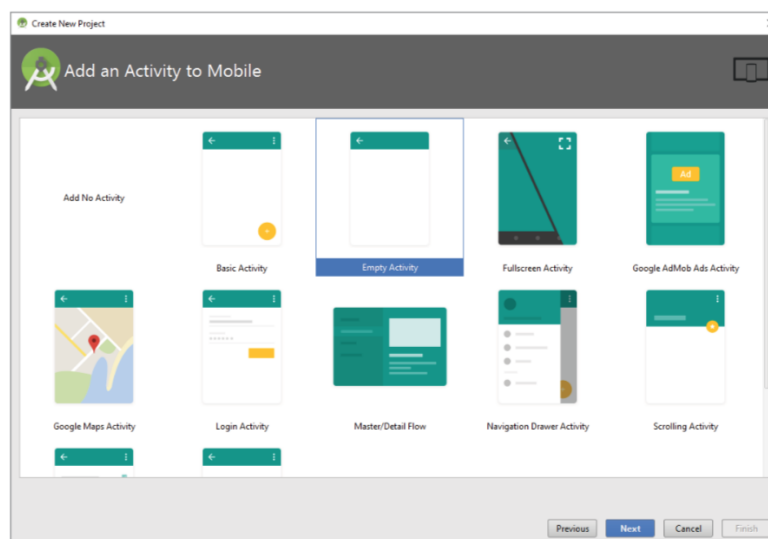 Create New Project
Add an Activity to Mobile
Add No Activity
Ad
Basic Activity
Empty Activity
Fullscreen Activity
Google AdMob Ads Activity
Google Maps Activity
Login Activity
Master/Detail Flow
Navigation Drawer Activity
Scrolling Activity
Previous
Next
Cancel
Finish